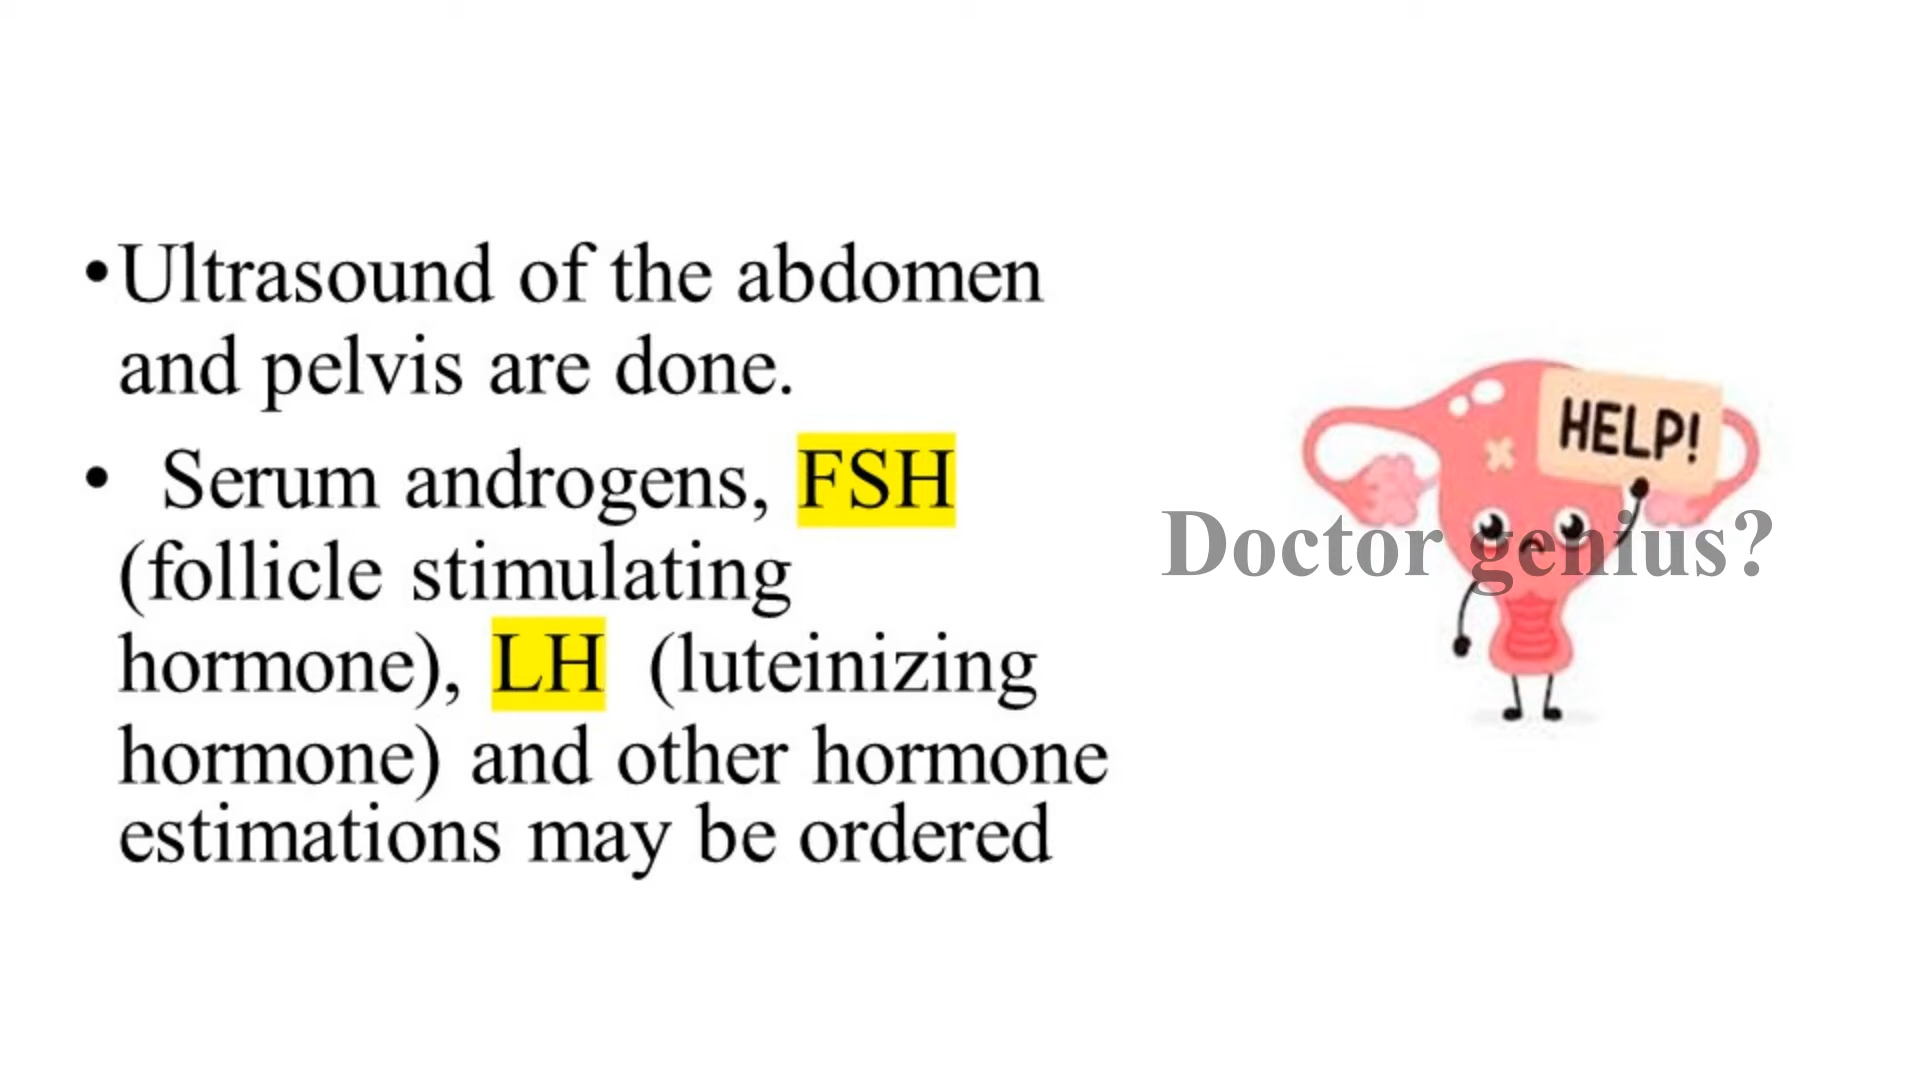 •Ultrasound of the abdomen
and pelvis are done.
• Serum androgens, FSH
(follicle stimulating
hormone), LH (luteinizing
hormone) and other hormone
estimations may be ordered
HELP!
Doctor genius?